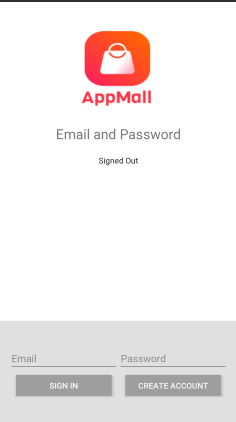 AppMall
Email and Password
Signed Out
Email Password
SIGN IN CREATE ACCOUNT